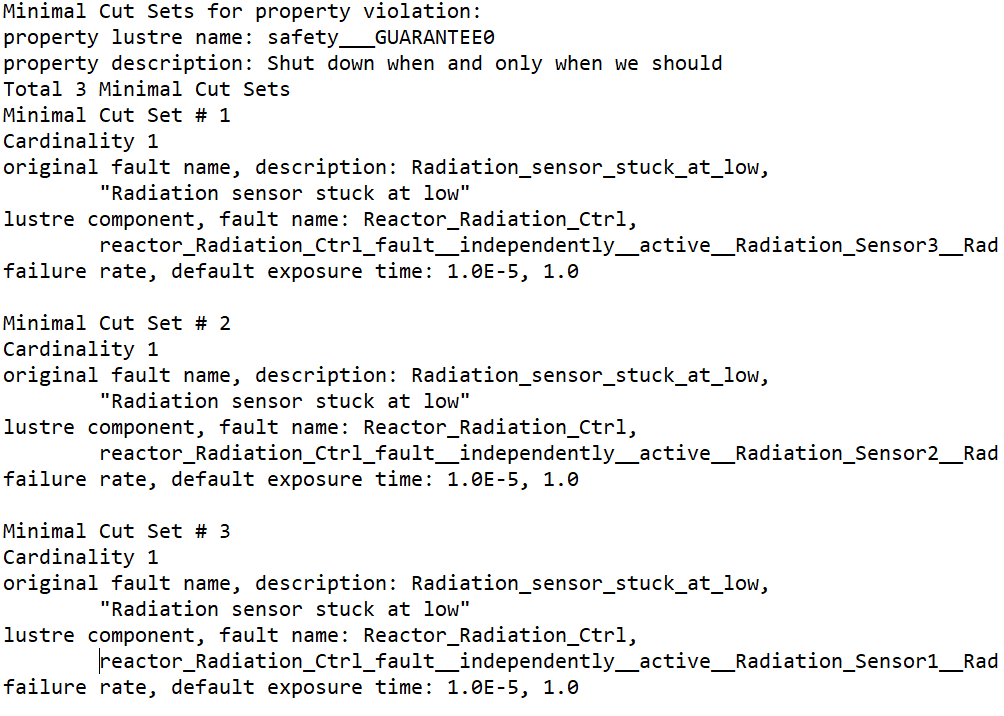 Minimal Cut Sets for property violation:
property lustre name: safety___GUARANTEE0
property description: Shut down when and only when we should
Total 3 Minimal Cut Sets
Minimal Cut Set # 1
Cardinality 1
original fault name, description: Radiation_sensor_stuck_at_low,
"Radiation sensor stuck at low"
lustre component, fault name: Reactor_Radiation_Ctrl,
reactor_Radiation_Ctrl_fault__independently__active__Radiation_Sensor3__Rad
failure rate, default exposure time: 1.0E-5, 1.0
Minimal Cut Set # 2
Cardinality 1
original fault name, description: Radiation_sensor_stuck_at_low,
"Radiation sensor stuck at low"
lustre component, fault name: Reactor_Radiation_Ctrl,
reactor_Radiation_Ctrl_fault__independently__active__Radiation_Sensor2__Rad
failure rate, default exposure time: 1.0E-5, 1.0
Minimal Cut Set # 3
Cardinality 1
original fault name, description: Radiation_sensor_stuck_at_low,
"Radiation sensor stuck at low"
lustre component, fault name: Reactor_Radiation_Ctrl,
reactor_Radiation_Ctrl_fault__independently__active__Radiation_Sensor1__Rad
failure rate, default exposure time: 1.0E-5, 1.0